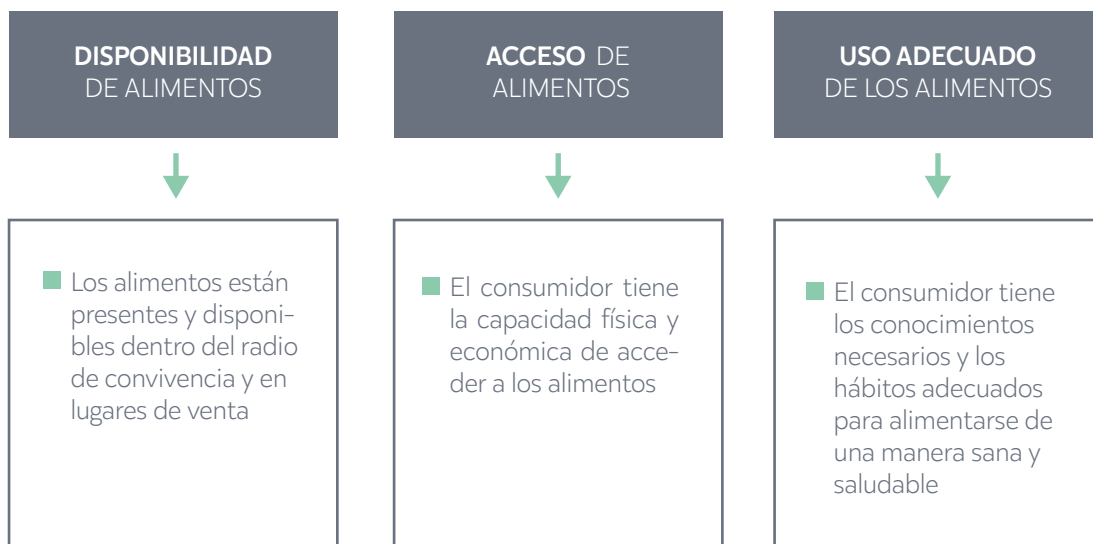 DISPONIBILIDAD
DE ALIMENTOS
Los alimentos están
presentes y disponi-
bles dentro del radio
de convivencia y en
lugares de venta
ACCESO DE
ALIMENTOS
El consumidor tiene
la capacidad física y
económica de acce-
der a los alimentos
USO ADECUADO
DE LOS ALIMENTOS
El consumidor tiene
los conocimientos
necesarios y los
hábitos adecuados
para alimentarse de
una manera sana y
saludable